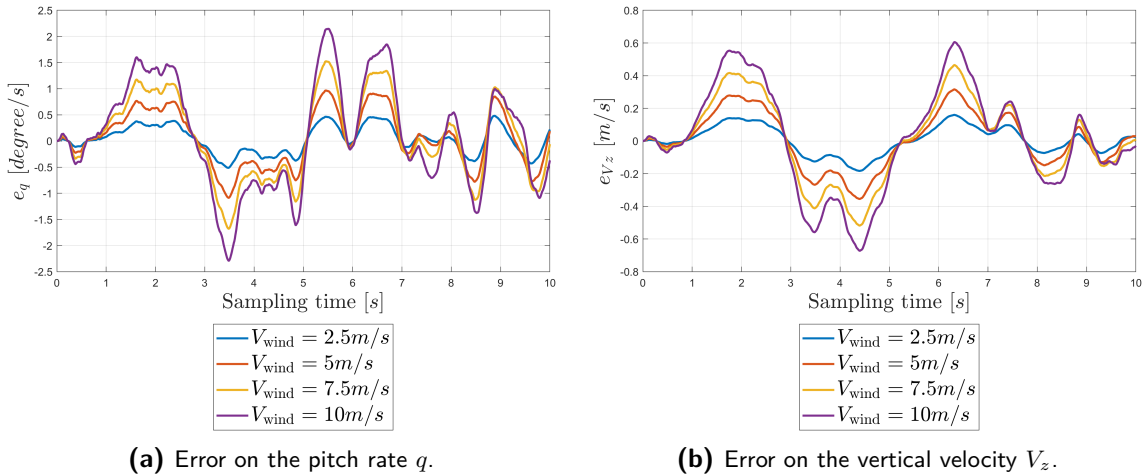 2.5
2
1.5
1
0.5
0
-0.5
-1
-1.5
-2
-2.5
e_q [degree/s]
0 1 2 3 4 5 6 7 8 9 10
Sampling time [s]
V_wind = 2.5m/s
V_wind = 5m/s
V_wind = 7.5m/s
V_wind = 10m/s
(a) Error on the pitch rate q.
0.8
0.6
0.4
0.2
0
-0.2
-0.4
-0.6
-0.8
e_{V_z} [m/s]
0 1 2 3 4 5 6 7 8 9 10
Sampling time [s]
V_wind = 2.5m/s
V_wind = 5m/s
V_wind = 7.5m/s
V_wind = 10m/s
(b) Error on the vertical velocity V_z.